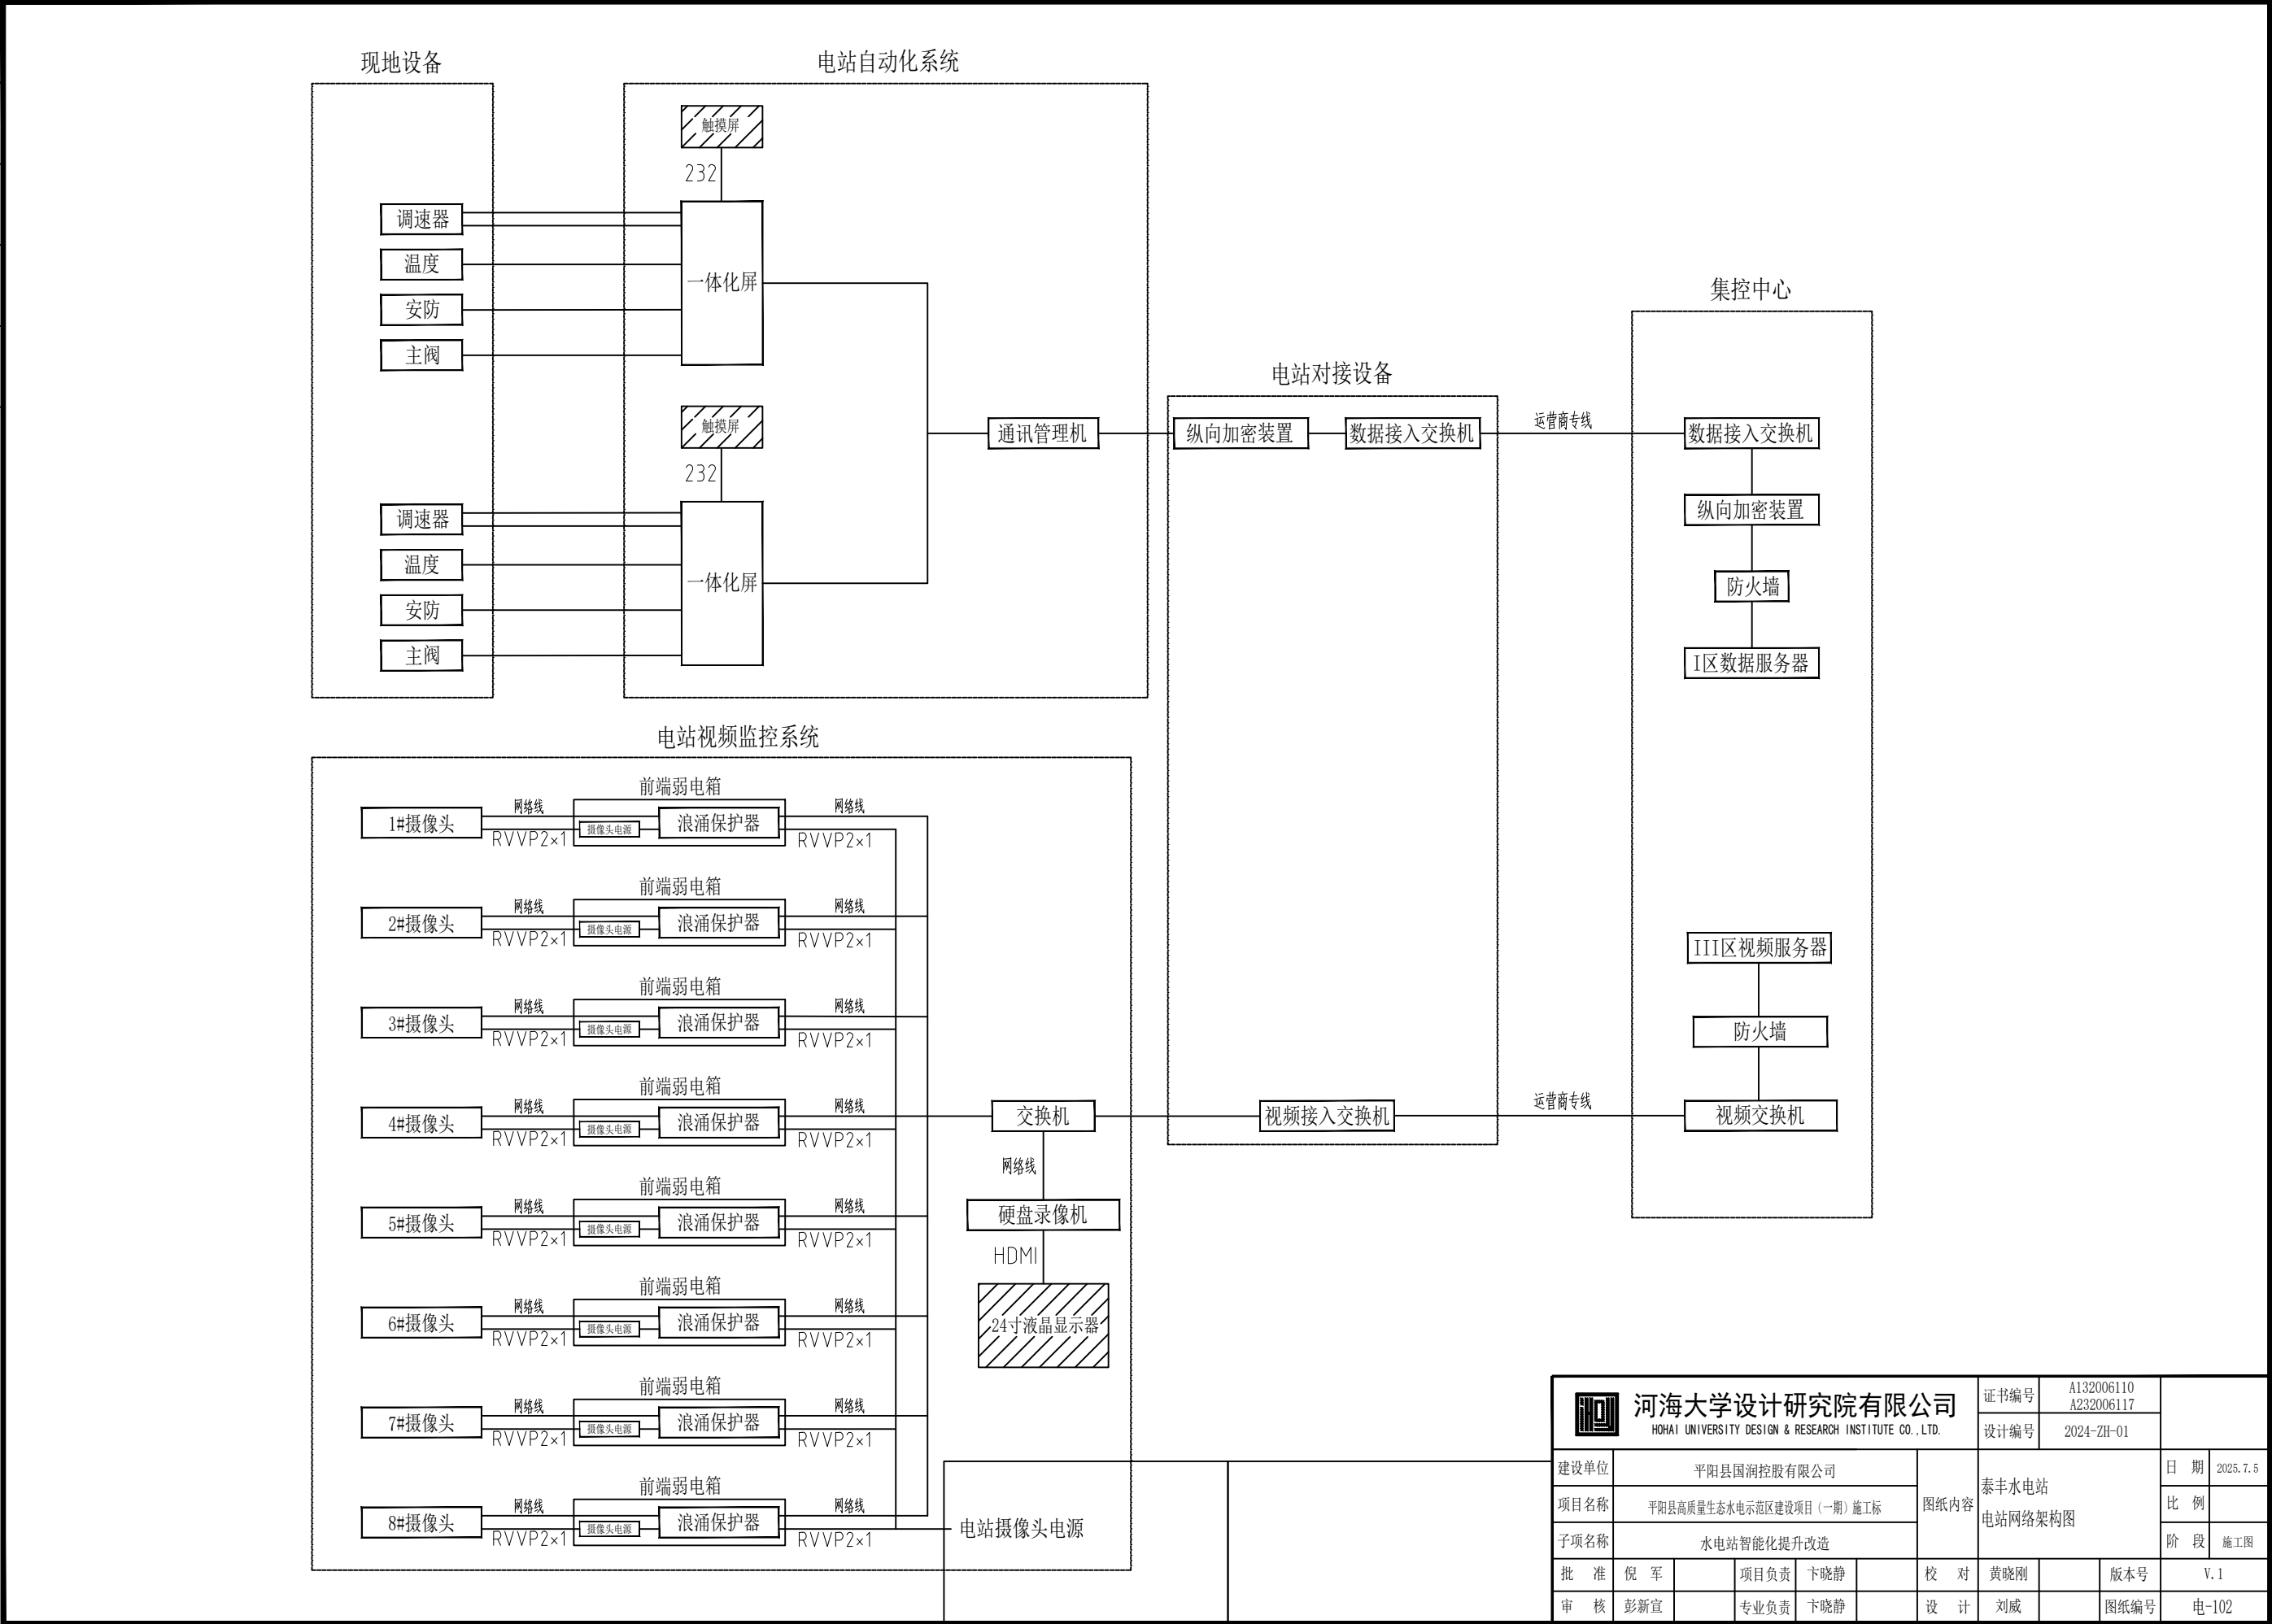 现地设备
电站自动化系统
触摸屏
232
调速器
温度
安防
主阀
一体化屏
触摸屏
232
调速器
温度
安防
主阀
一体化屏
通讯管理机
电站对接设备
纵向加密装置
数据接入交换机
运营商专线
集控中心
数据接入交换机
纵向加密装置
防火墙
I区数据服务器
III区视频服务器
防火墙
视频交换机
运营商专线
视频接入交换机
电站视频监控系统
前端弱电箱
1#摄像头
网络线
RVVP2×1
摄像头电源
浪涌保护器
网络线
RVVP2×1
前端弱电箱
2#摄像头
网络线
RVVP2×1
摄像头电源
浪涌保护器
网络线
RVVP2×1
前端弱电箱
3#摄像头
网络线
RVVP2×1
摄像头电源
浪涌保护器
网络线
RVVP2×1
前端弱电箱
4#摄像头
网络线
RVVP2×1
摄像头电源
浪涌保护器
网络线
RVVP2×1
前端弱电箱
5#摄像头
网络线
RVVP2×1
摄像头电源
浪涌保护器
网络线
RVVP2×1
前端弱电箱
6#摄像头
网络线
RVVP2×1
摄像头电源
浪涌保护器
网络线
RVVP2×1
前端弱电箱
7#摄像头
网络线
RVVP2×1
摄像头电源
浪涌保护器
网络线
RVVP2×1
前端弱电箱
8#摄像头
网络线
RVVP2×1
摄像头电源
浪涌保护器
网络线
RVVP2×1
电站摄像头电源
交换机
网络线
硬盘录像机
HDMI
24寸液晶显示器
河海大学设计研究院有限公司
HOHAI UNIVERSITY DESIGN & RESEARCH INSTITUTE CO.,LTD.
证书编号
A132006110
A232006117
设计编号
2024-ZH-01
建设单位
平阳县国润控股有限公司
项目名称
平阳县高质量生态水电示范区建设项目（一期）施工标
子项名称
水电站智能化提升改造
图纸内容
泰丰水电站
电站网络架构图
日 期
2025.7.5
比 例
阶 段
施工图
批 准
倪 军
项目负责
卞晓静
校 对
黄晓刚
版本号
V.1
审 核
彭新宣
专业负责
卞晓静
设 计
刘威
图纸编号
电-102